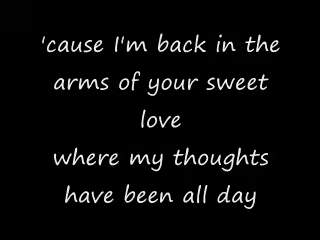 'cause I'm back in the
arms of your sweet
love
where my thoughts
have been all day